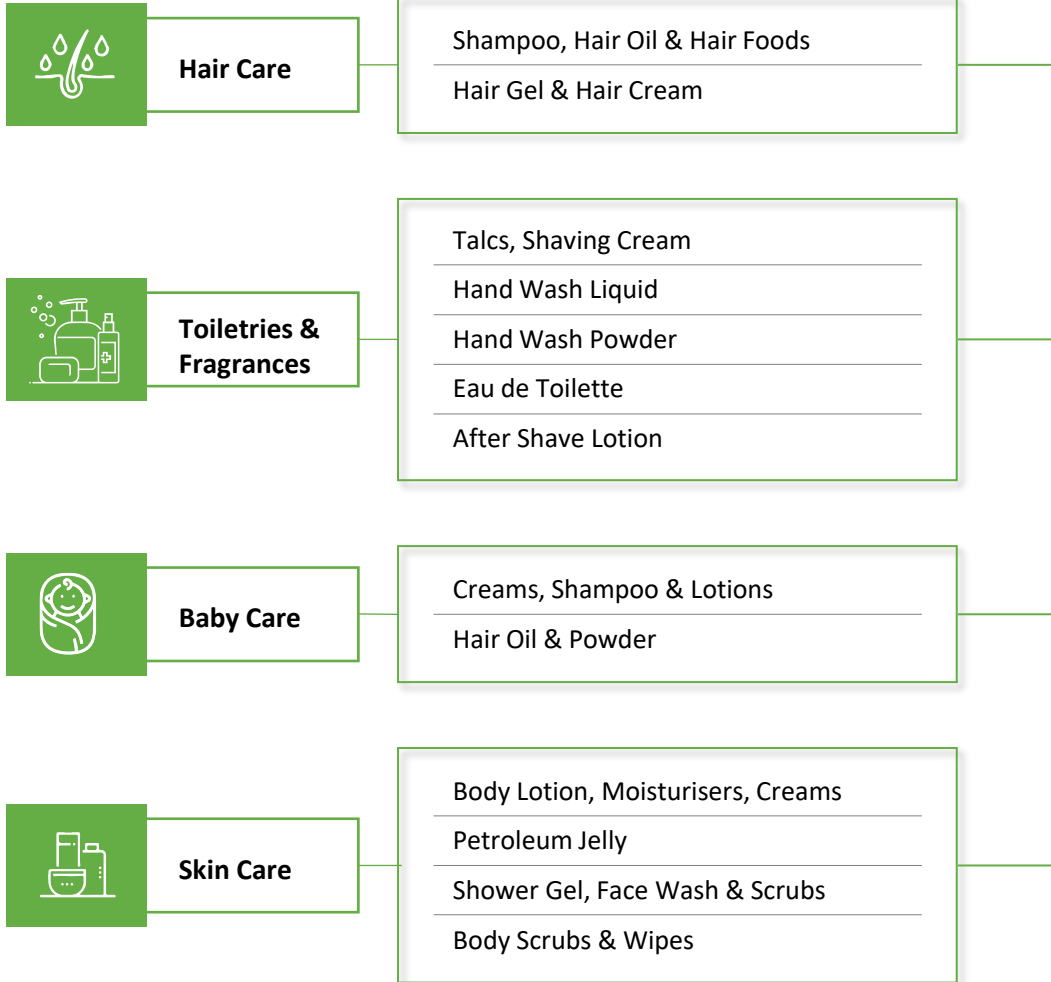 Hair Care
Shampoo, Hair Oil & Hair Foods
Hair Gel & Hair Cream
Toiletries &
Fragrances
Talcs, Shaving Cream
Hand Wash Liquid
Hand Wash Powder
Eau de Toilette
After Shave Lotion
Baby Care
Creams, Shampoo & Lotions
Hair Oil & Powder
Skin Care
Body Lotion, Moisturisers, Creams
Petroleum Jelly
Shower Gel, Face Wash & Scrubs
Body Scrubs & Wipes